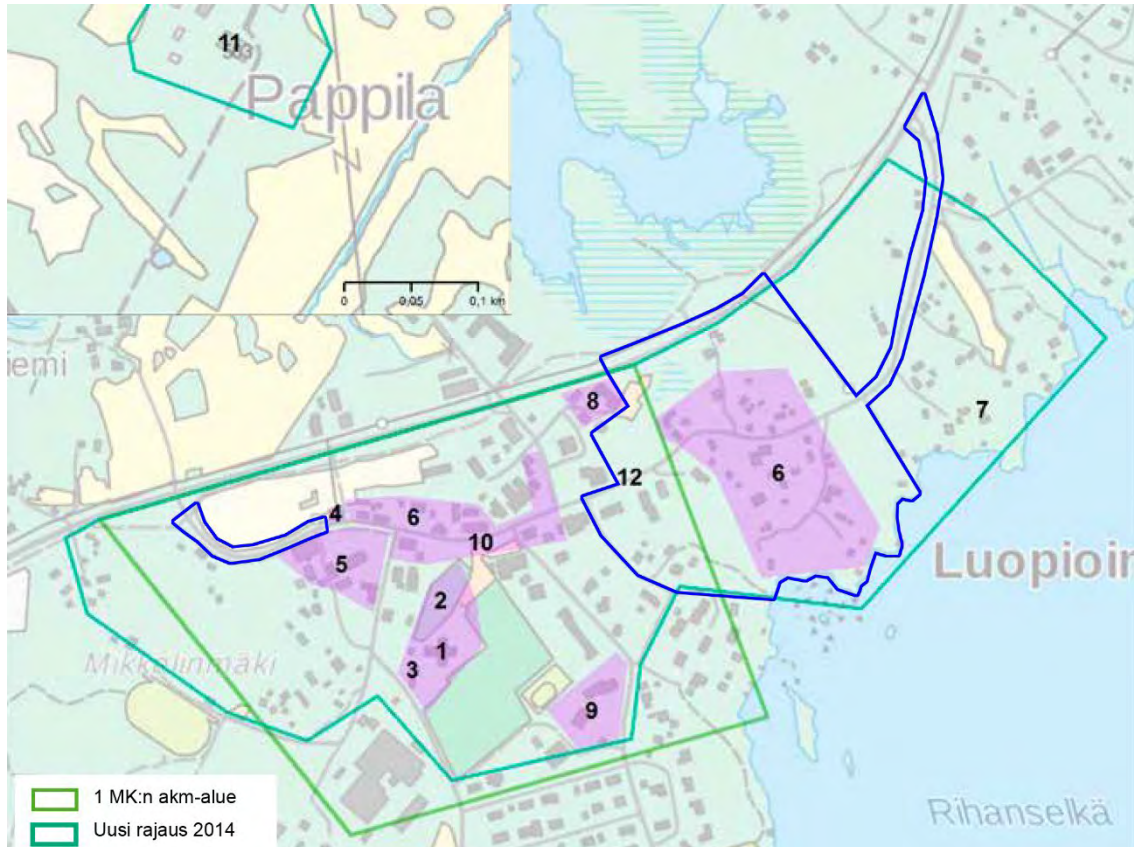 11
Pappila
0 0,05 0,1 km
iemi
8
7
12
6
4 6
10
5
2
1
3
9
Luopioin
Mikkolinmäki
Rihanselkä
1 MK:n akm-alue
Uusi rajaus 2014